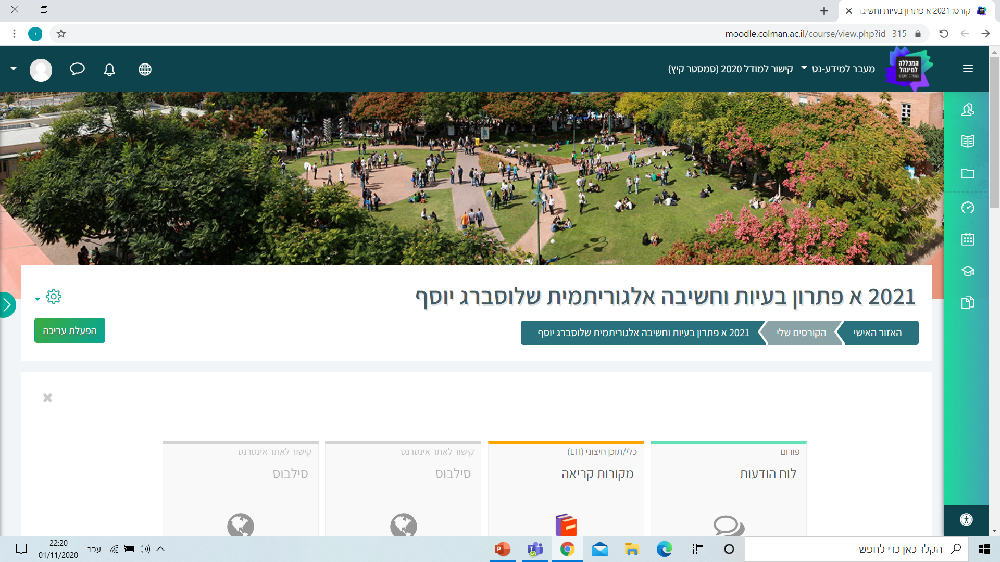 קורס: 2021 א פתרון בעיות וחשיבה
moodle.colman.ac.il/course/view.php?id=315
המכללה
למינהל
המסלול האקדמי
מעבר למידע-נט
קישור למודל 2020 (סמסטר קיץ)
2021 א פתרון בעיות וחשיבה אלגוריתמית שלוסברג יוסף
האזור האישי
הקורסים שלי
2021 א פתרון בעיות וחשיבה אלגוריתמית שלוסברג יוסף
הפעלת עריכה
פורום
לוח הודעות
כלי/תוכן חיצוני (LTI)
מקורות קריאה
קישור לאתר אינטרנט
סילבוס
קישור לאתר אינטרנט
סילבוס
הקלד כאן כדי לחפש
עבר
22:20
01/11/2020